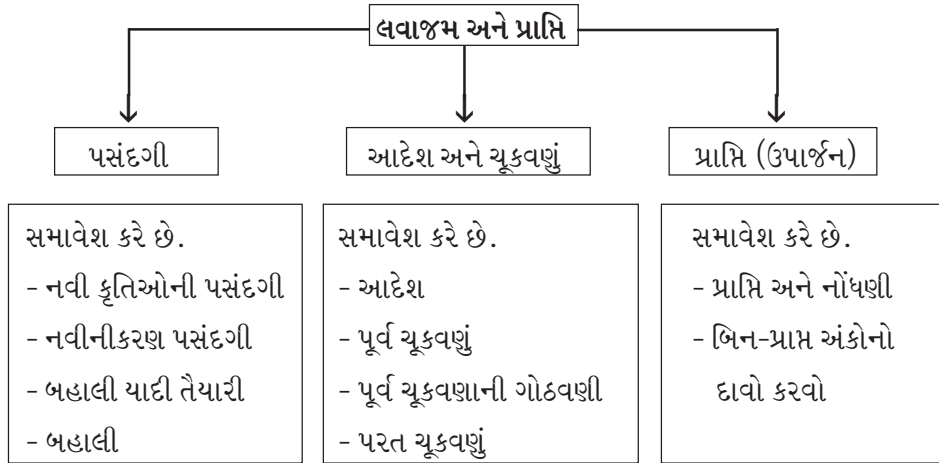 લવાજમ અને પ્રાપ્તિ
પસંદગી
આદેશ અને ચૂકવણું
પ્રાપ્તિ (ઉપાર્જન)
સમાવેશ કરે છે.
- નવી કૃતિઓની પસંદગી
- નવીનીકરણ પસંદગી
- બહાલી યાદી તૈયારી
- બહાલી
સમાવેશ કરે છે.
- આદેશ
- પૂર્વ ચૂકવણું
- પૂર્વ ચૂકવણાની ગોઠવણી
- પરત ચૂકવણું
સમાવેશ કરે છે.
- પ્રાપ્તિ અને નોંધણી
- બિન-પ્રાપ્ત અંકોનો
દાવો કરવો